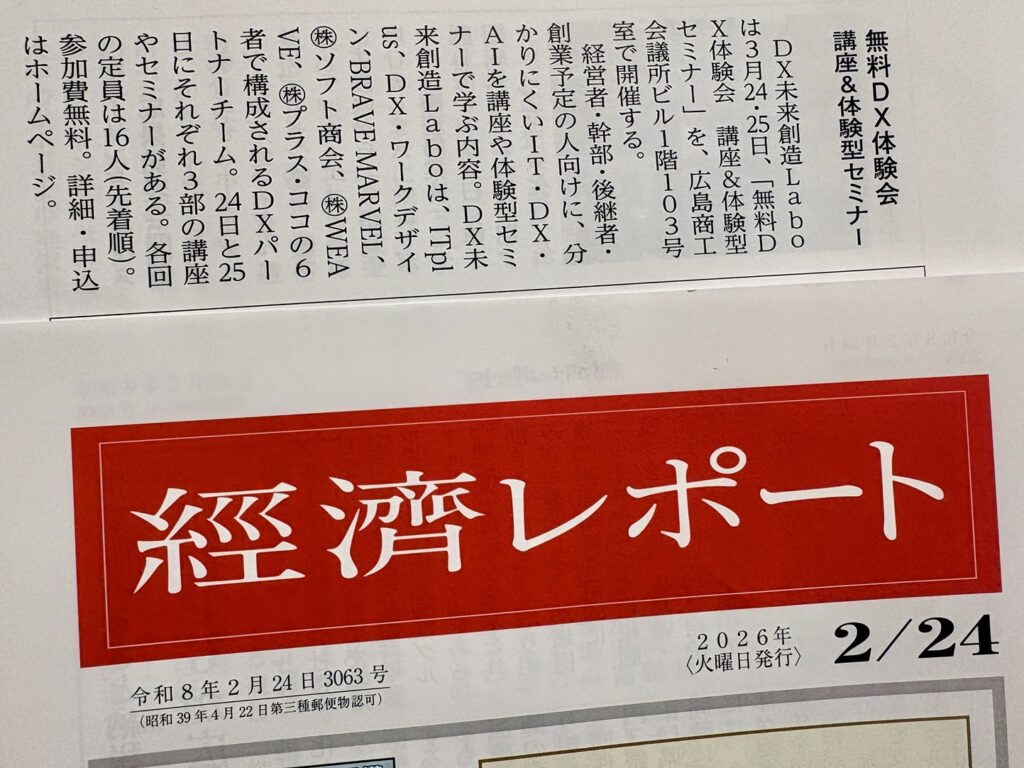 無料DX体験会
講座&体験型セミナー
DX未来創造Labo
は3月24・25日、「無料D
X体験会 講座&体験型
セミナー」を、広島商工
会議所ビル1階103号
室で開催する。
経営者・幹部・後継者・
創業予定の人向けに、分
かりにくいIT・DX・
AIを講座や体験型セミ
ナーで学ぶ内容。DX未
来創造Laboは、ITpl
us、DX・ワークデザイ
ン、BRAVE MARVEL、
㈱ソフト商会、㈱WEA
VE、㈱プラス・ココの6
者で構成されるDXパー
トナーチーム。24日と25
日にそれぞれ3部の講座
やセミナーがある。各回
の定員は16人(先着順)。
参加費無料。詳細・申込
はホームページ。
經濟レポート
2026年
〈火曜日発行〉
2/24
令和8年2月24日3063号
(昭和39年4月22日第三種郵便物認可)